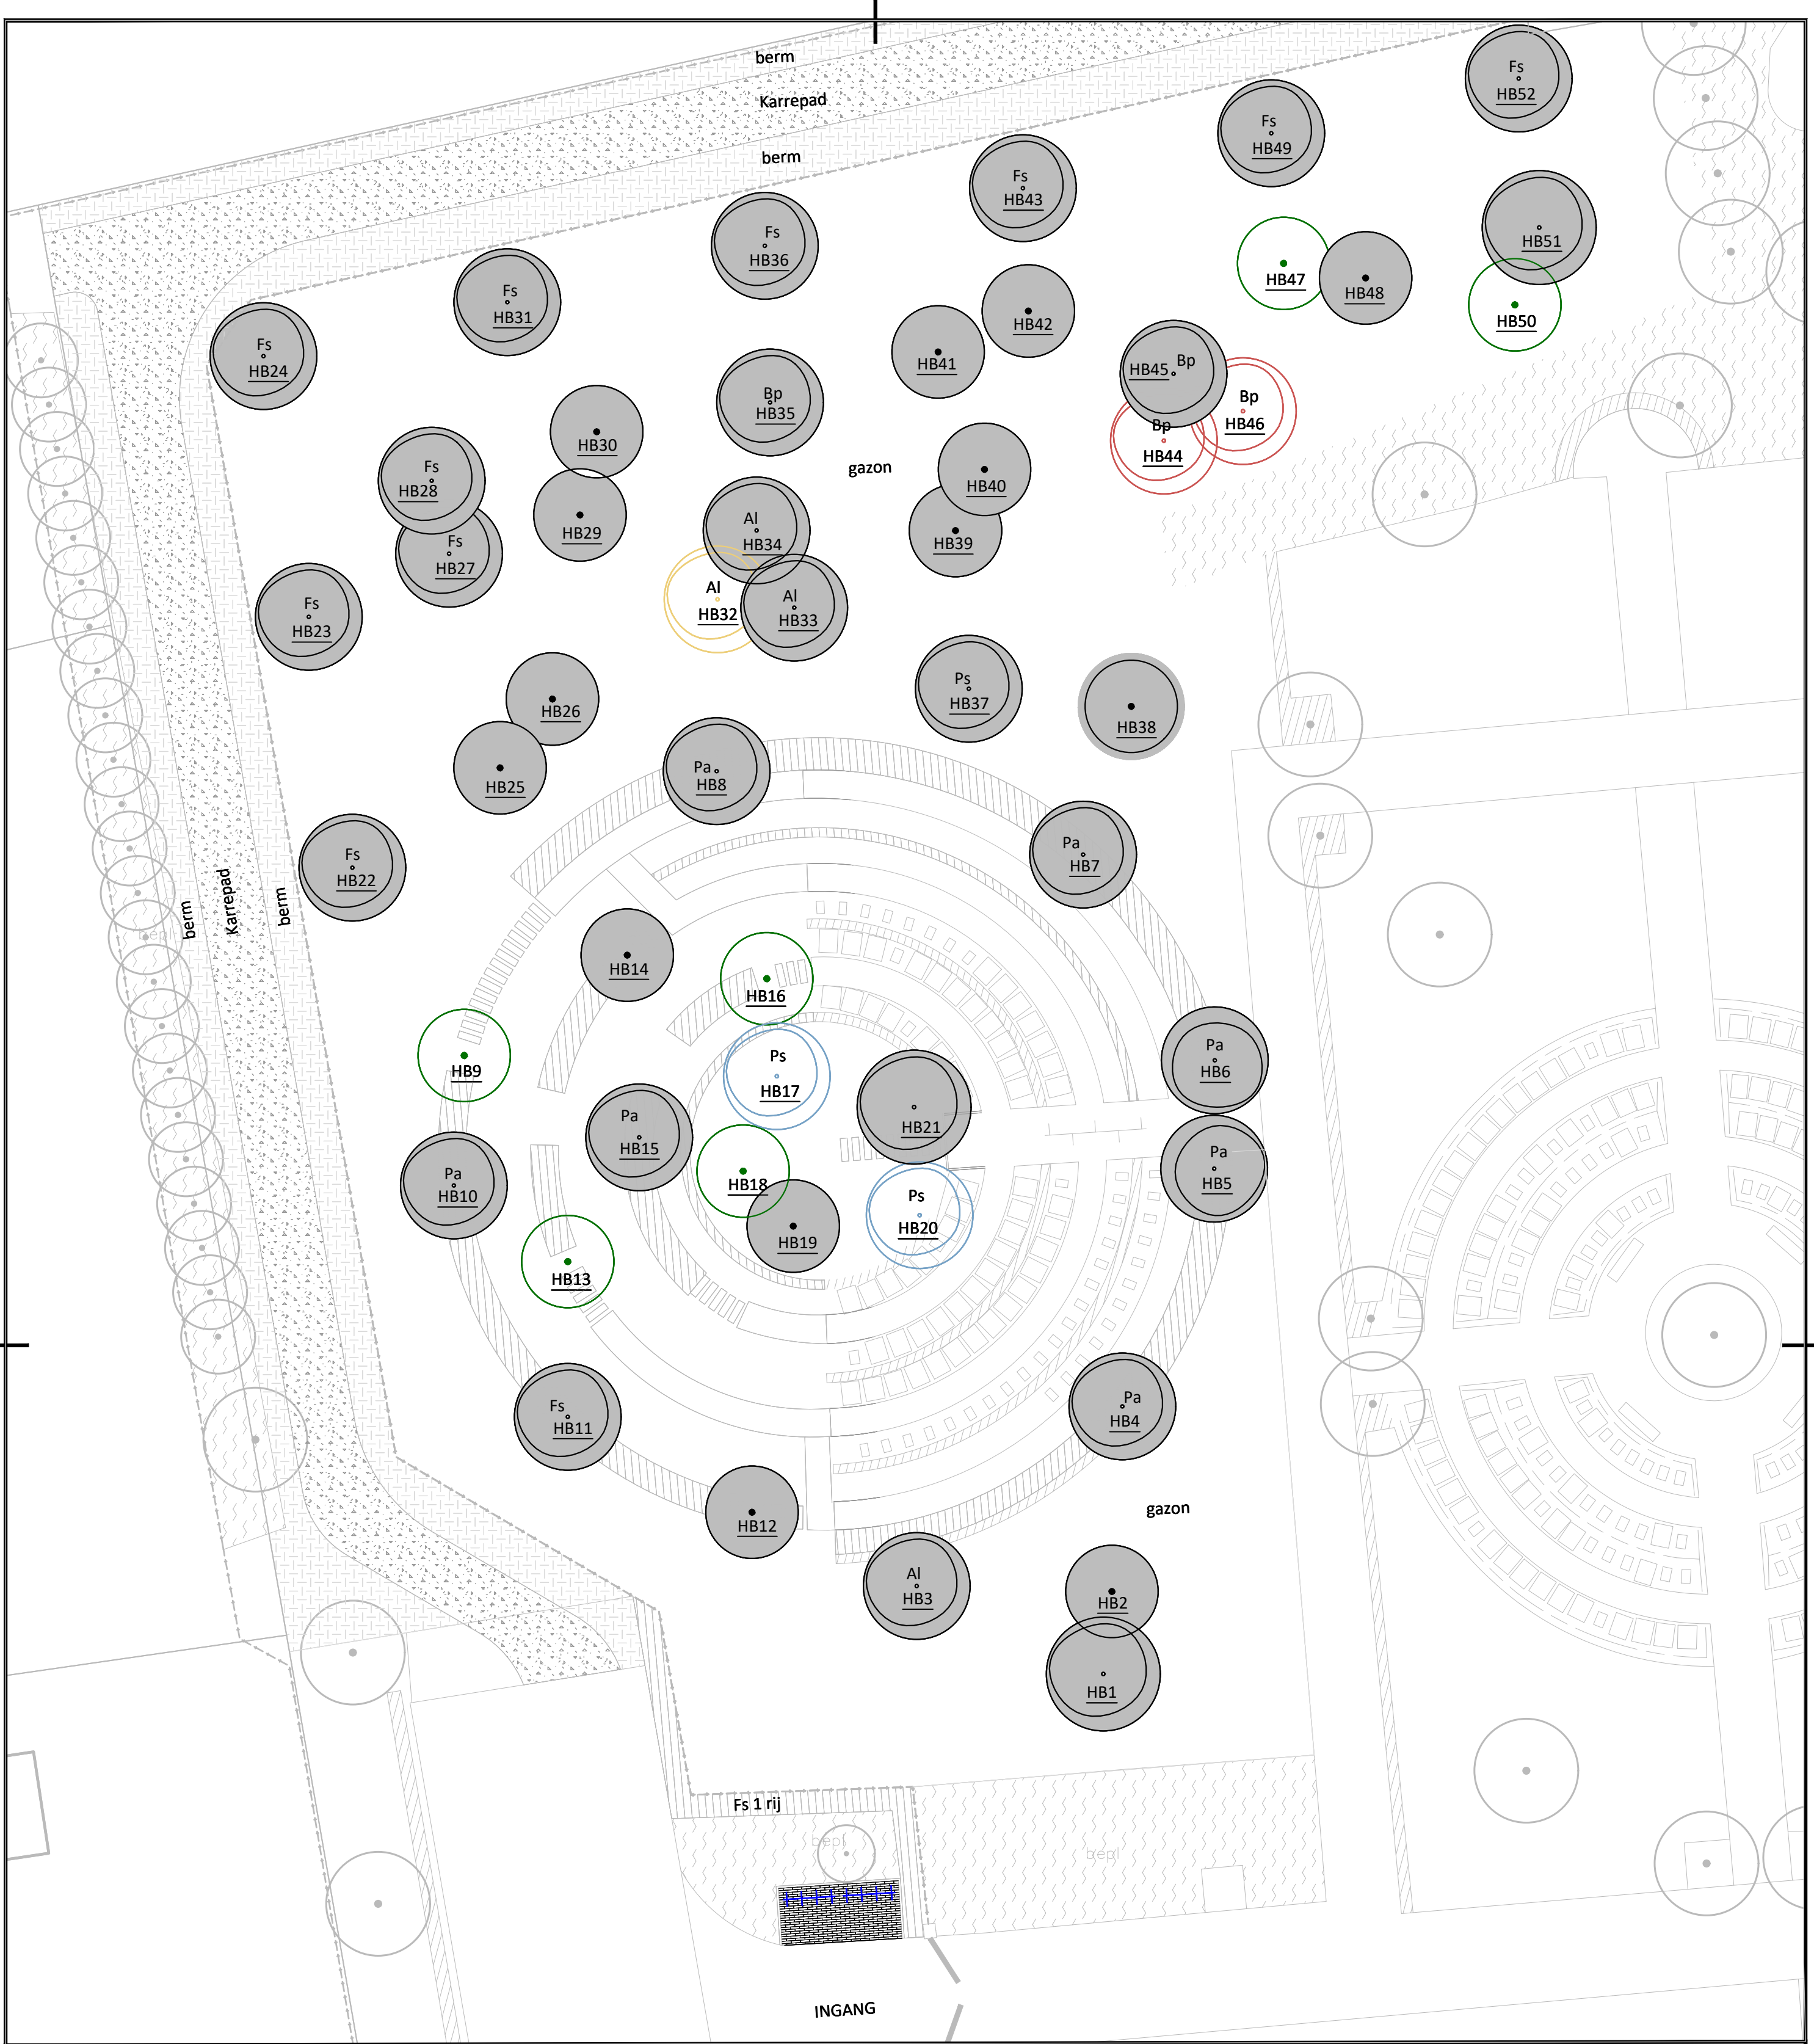 berm
Karrepad
berm
Fs
HB52
Fs
HB49
Fs
HB43
Fs
HB36
HB51
HB47
HB48
HB50
Fs
HB31
HB42
Fs
HB24
HB41
HB45 Bp
Bp
HB35
Bp
HB46
Bp
HB44
HB30
gazon
HB40
Fs
HB28
HB29
Al
HB34
HB39
Fs
HB27
Al
HB32
Al
HB33
Fs
HB23
Ps
HB37
HB26
HB38
HB25
Pa
HB8
Pa
HB7
Fs
HB22
berm
Karrepad
berm
bepl
HB14
HB16
HB9
Ps
HB17
Pa
HB6
HB21
Pa
HB15
Pa
HB5
HB18
Pa
HB10
Ps
HB20
HB19
HB13
Pa
HB4
Fs
HB11
gazon
HB12
Al
HB3
HB2
HB1
Fs 1 rij
bepl
bepl
INGANG